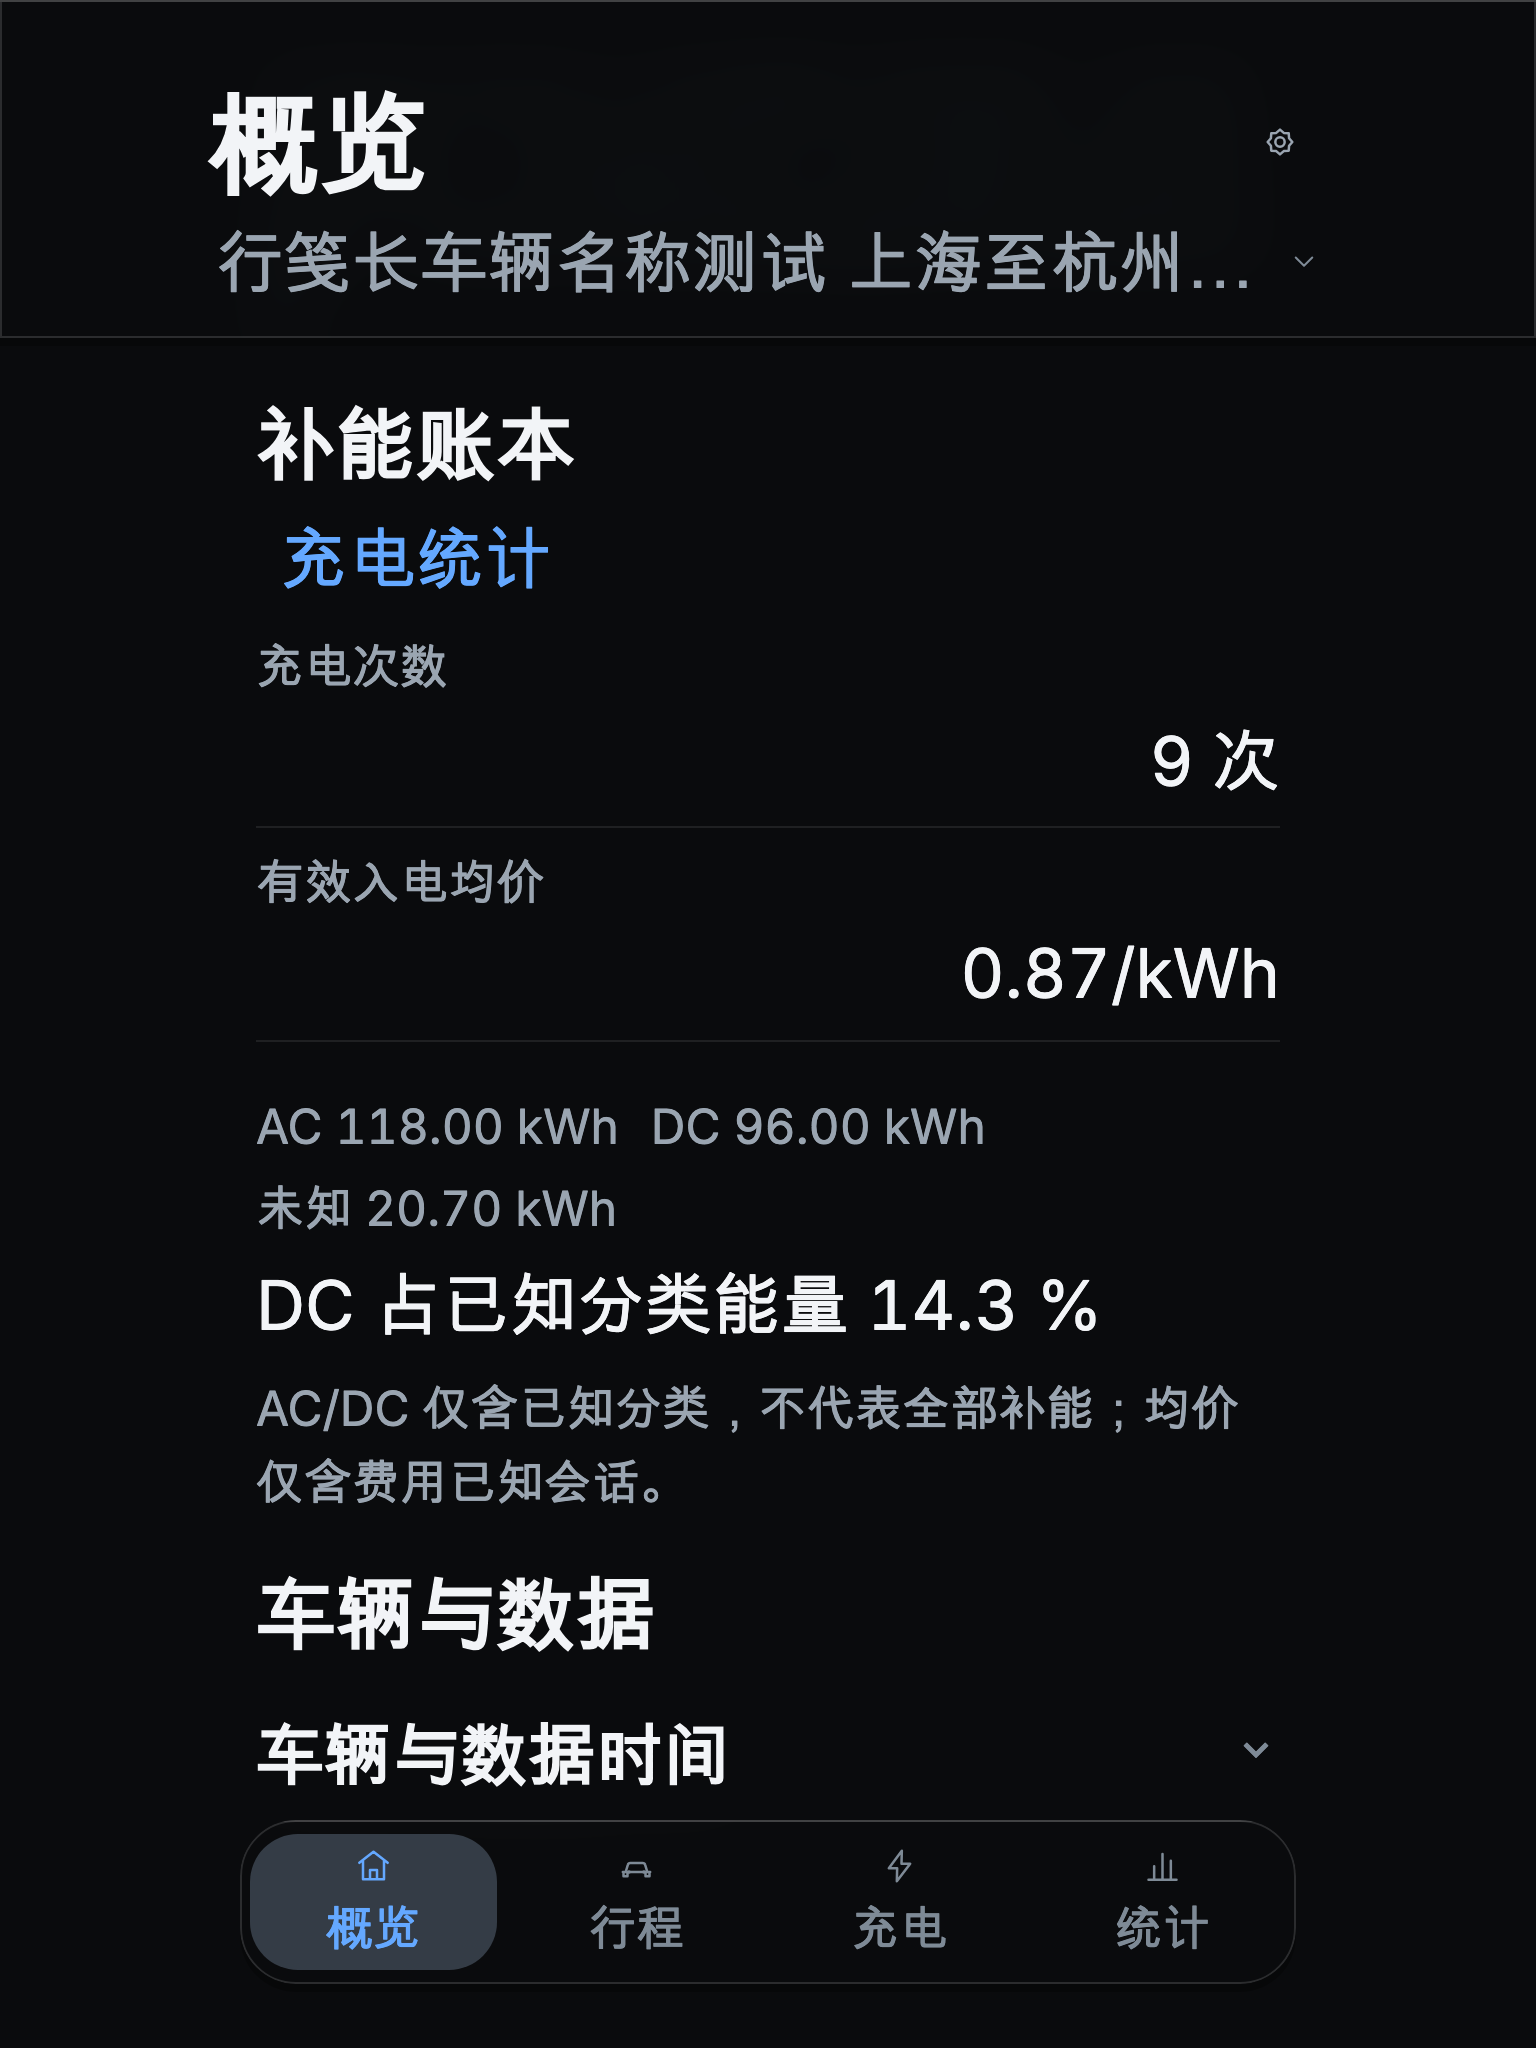 概览
行笺长车辆名称测试 上海至杭州...
补能账本
充电统计
充电次数
9 次
有效入电均价
0.87/kWh
AC 118.00 kWh DC 96.00 kWh
未知 20.70 kWh
DC 占已知分类能量 14.3 %
AC/DC 仅含已知分类，不代表全部补能；均价
仅含费用已知会话。
车辆与数据
车辆与数据时间
概览 行程 充电 统计